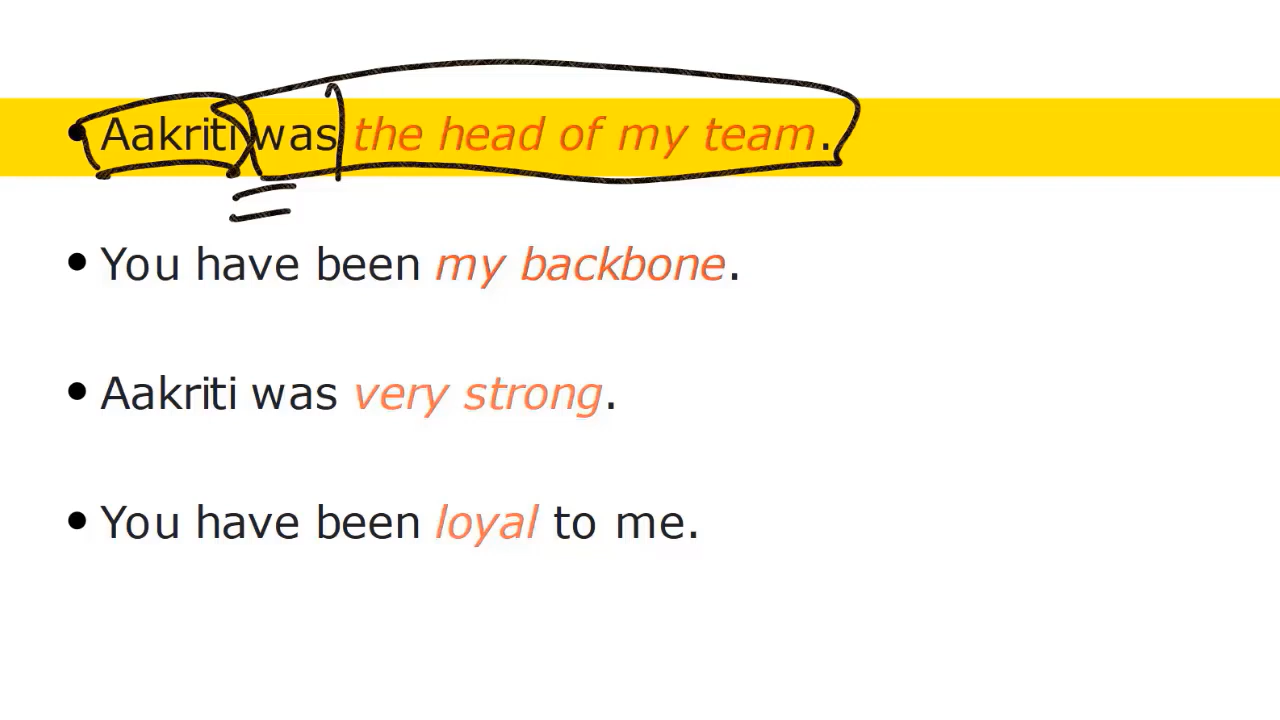 • Aakriti was the head of my team.
• You have been my backbone.
• Aakriti was very strong.
• You have been loyal to me.